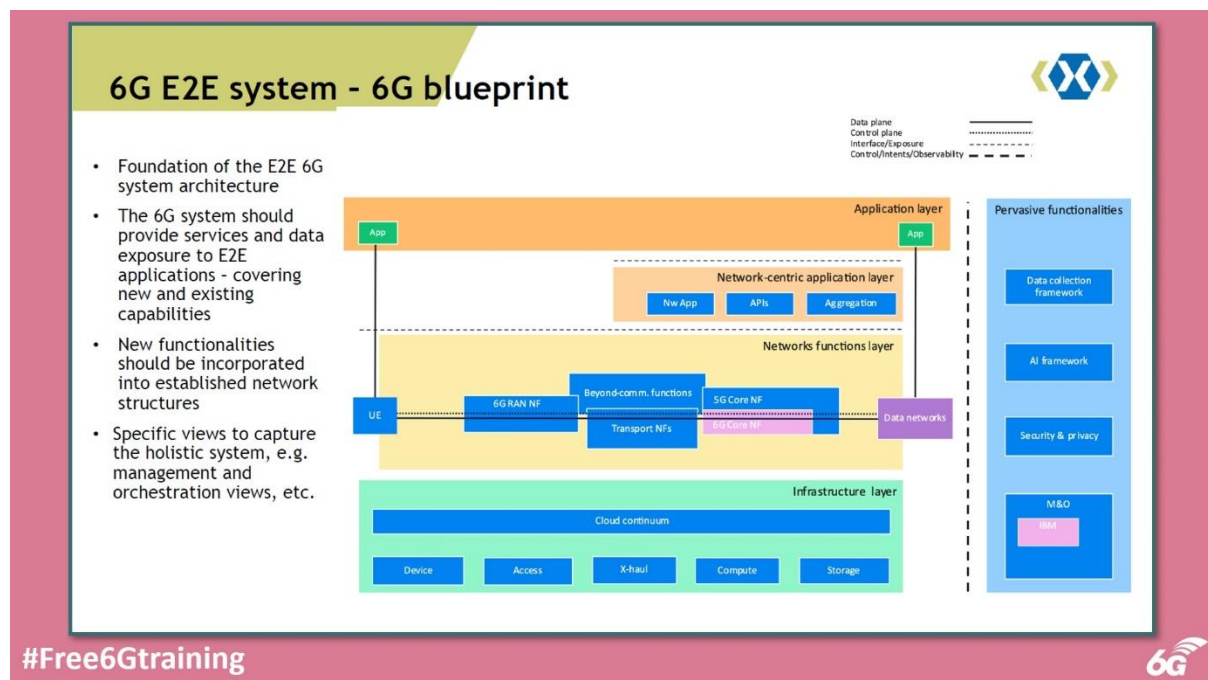 6G E2E system - 6G blueprint
Data plane
Control plane
Interface/Exposure
Control/Intents/Observability
• Foundation of the E2E 6G
system architecture
• The 6G system should
provide services and data
exposure to E2E
applications - covering
new and existing
capabilities
• New functionalities
should be incorporated
into established network
structures
• Specific views to capture
the holistic system, e.g.
management and
orchestration views, etc.
Application layer
App
App
Network-centric application layer
Nw App
APIs
Aggregation
Networks functions layer
UE
6G RAN NF
Beyond-comm. functions
Transport NFs
5G Core NF
6G Core NF
Data networks
Infrastructure layer
Cloud continuum
Device
Access
X-haul
Compute
Storage
Pervasive functionalities
Data collection
framework
AI framework
Security & privacy
M&O
IBM
#Free6Gtraining
6G